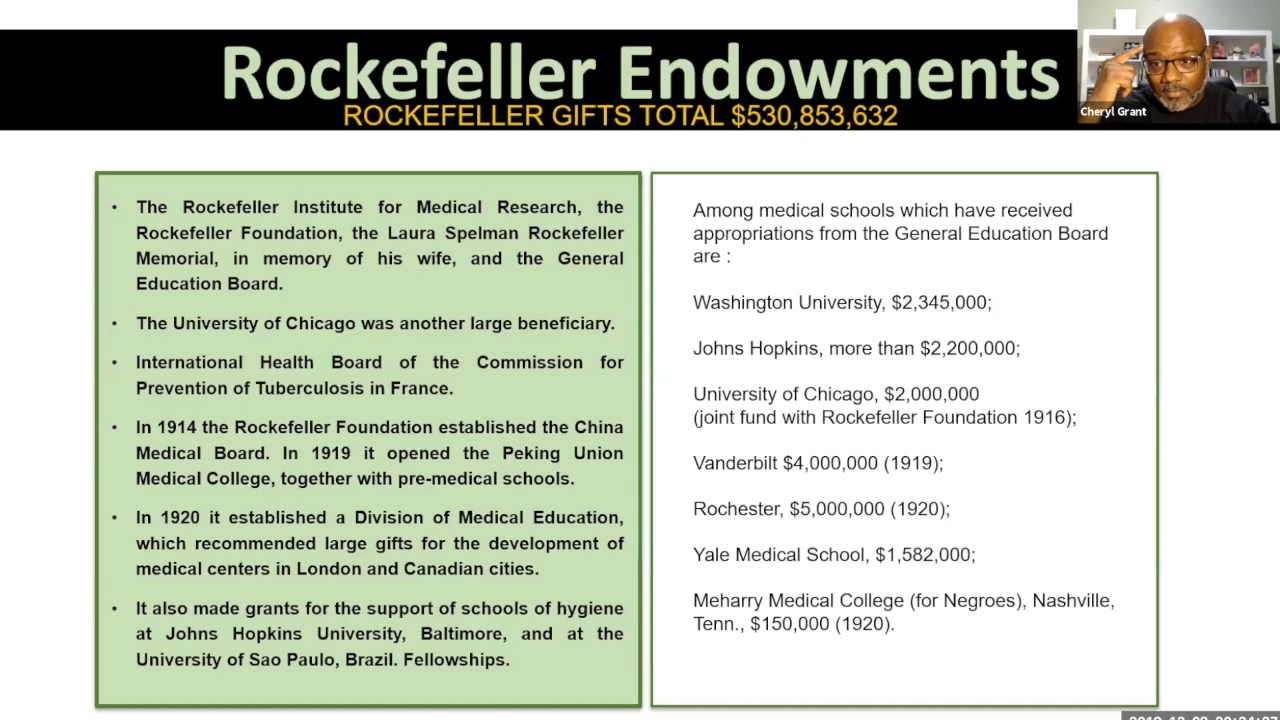 Rockefeller Endowments
ROCKEFELLER GIFTS TOTAL $530,853,632
Cheryl Grant
• The Rockefeller Institute for Medical Research, the
Rockefeller Foundation, the Laura Spelman Rockefeller
Memorial, in memory of his wife, and the General
Education Board.
• The University of Chicago was another large beneficiary.
• International Health Board of the Commission for
Prevention of Tuberculosis in France.
• In 1914 the Rockefeller Foundation established the China
Medical Board. In 1919 it opened the Peking Union
Medical College, together with pre-medical schools.
• In 1920 it established a Division of Medical Education,
which recommended large gifts for the development of
medical centers in London and Canadian cities.
• It also made grants for the support of schools of hygiene
at Johns Hopkins University, Baltimore, and at the
University of Sao Paulo, Brazil. Fellowships.
Among medical schools which have received
appropriations from the General Education Board
are :
Washington University, $2,345,000;
Johns Hopkins, more than $2,200,000;
University of Chicago, $2,000,000
(joint fund with Rockefeller Foundation 1916);
Vanderbilt $4,000,000 (1919);
Rochester, $5,000,000 (1920);
Yale Medical School, $1,582,000;
Meharry Medical College (for Negroes), Nashville,
Tenn., $150,000 (1920).